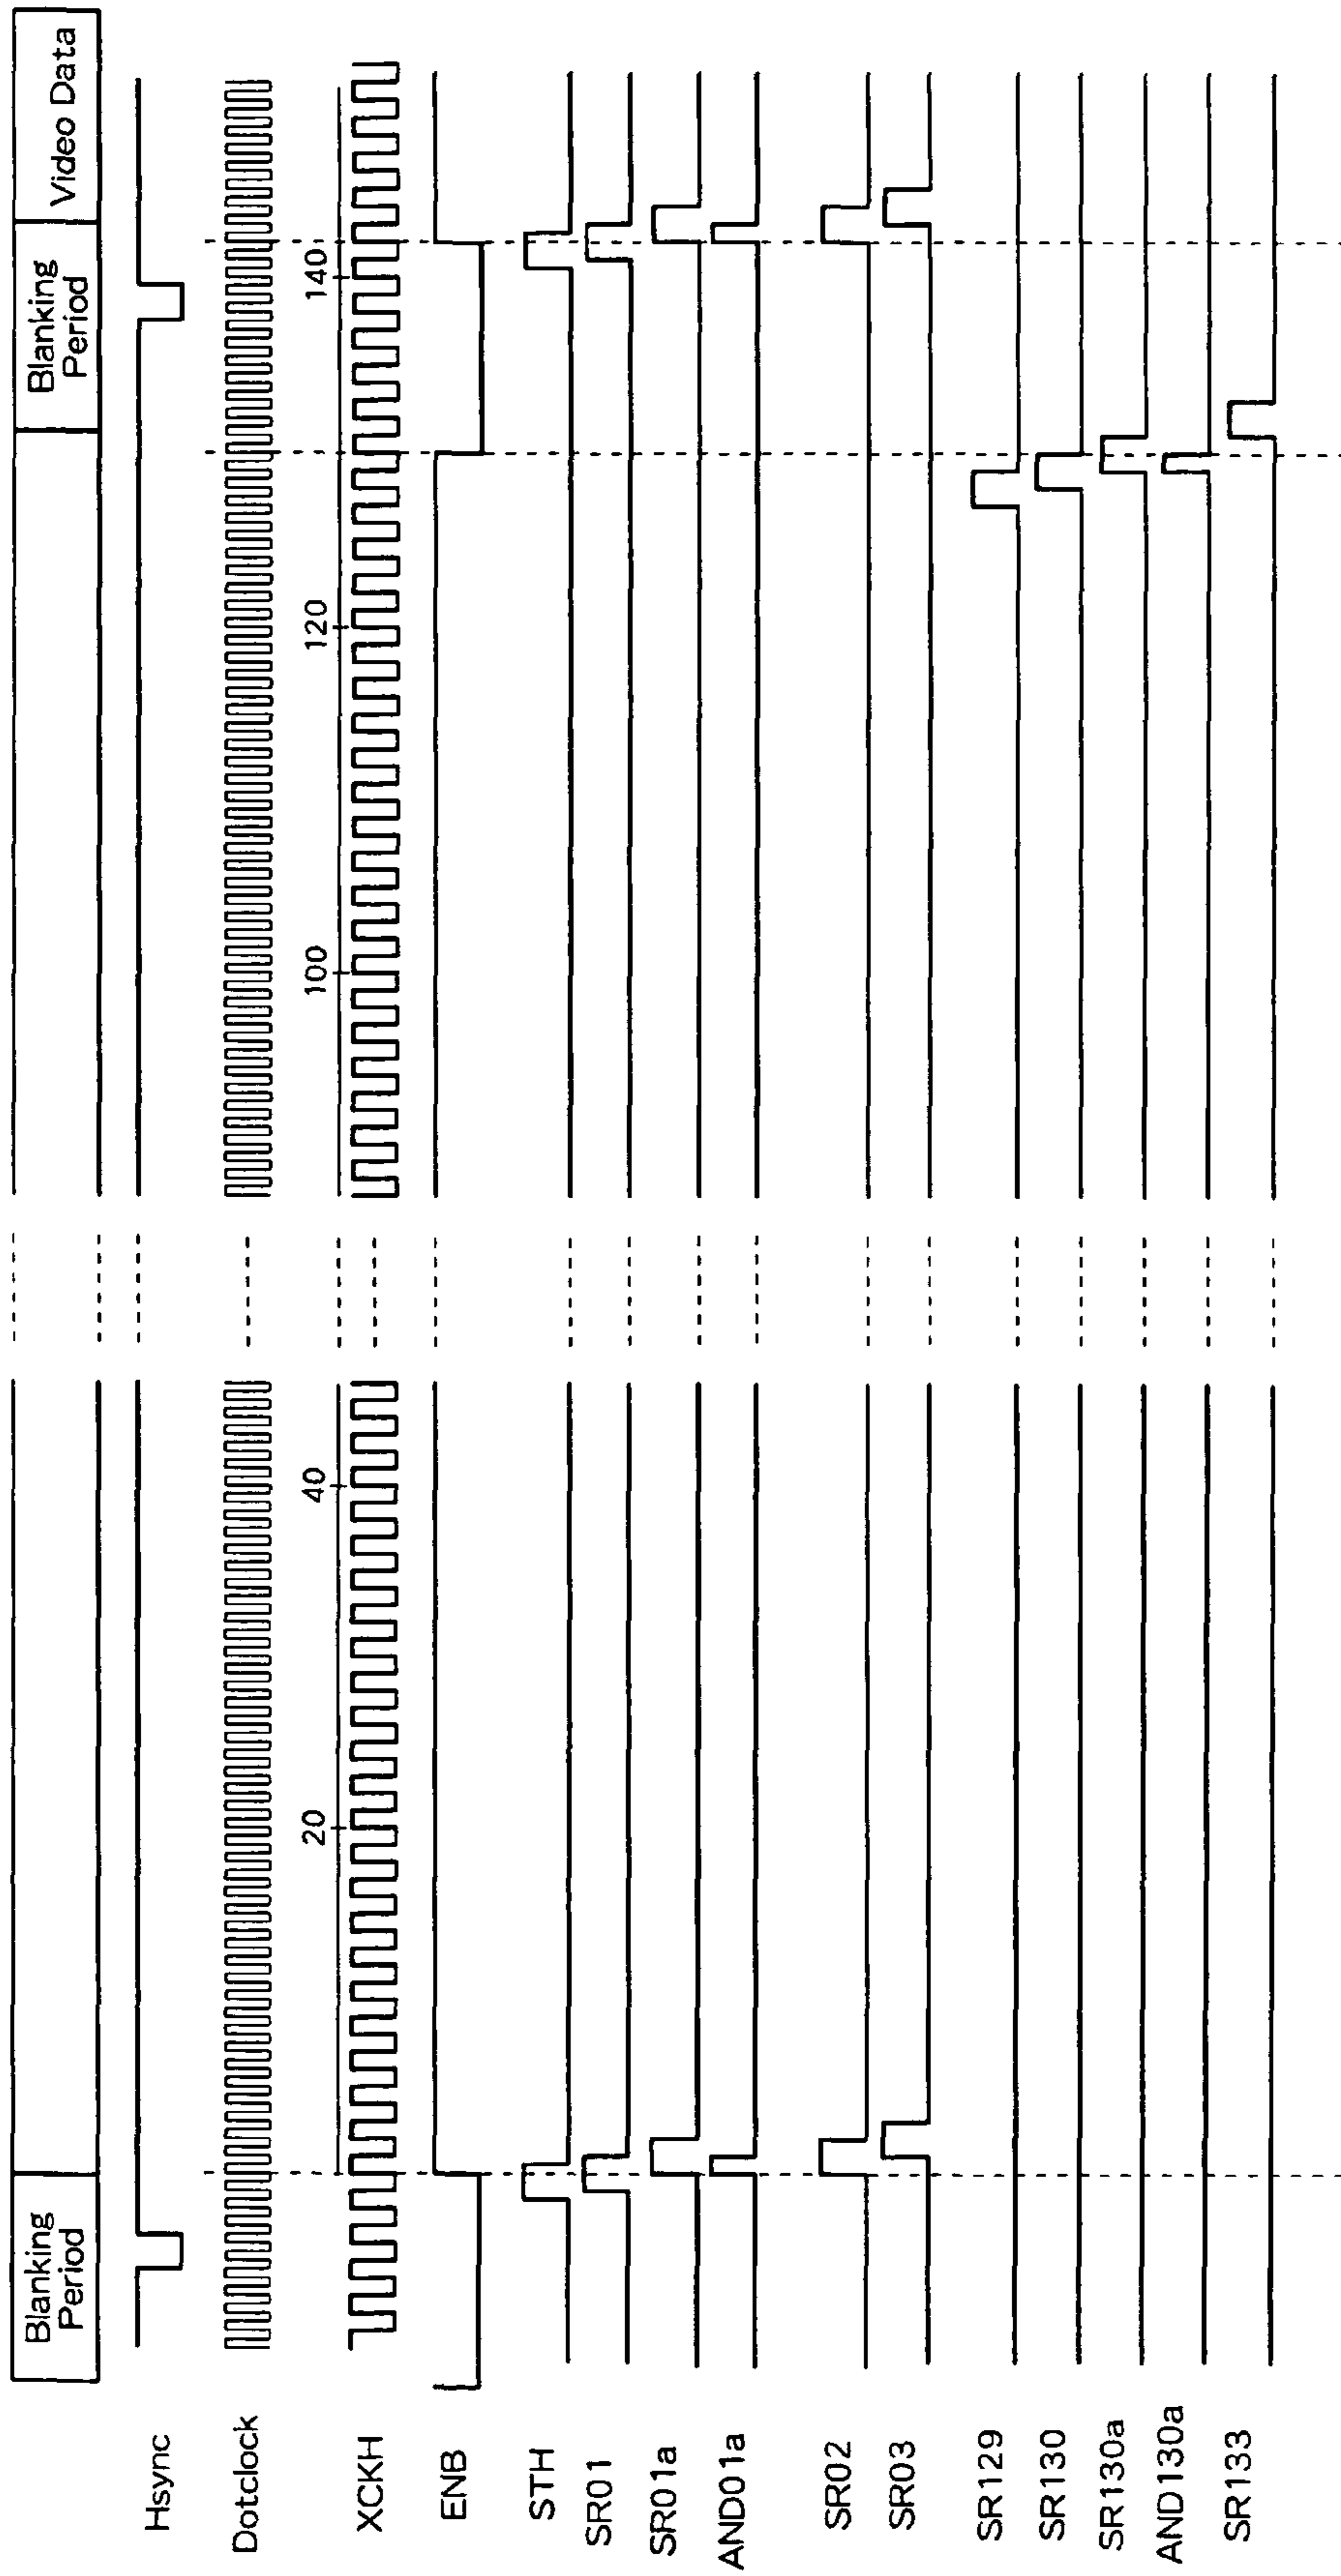 Blanking
Period
Blanking
Period
Video Data
Hsync
Dotclock
20
40
100
120
140
XCKH
ENB
STH
SR01
SR01a
AND01a
SR02
SR03
SR129
SR130
SR130a
AND130a
SR133